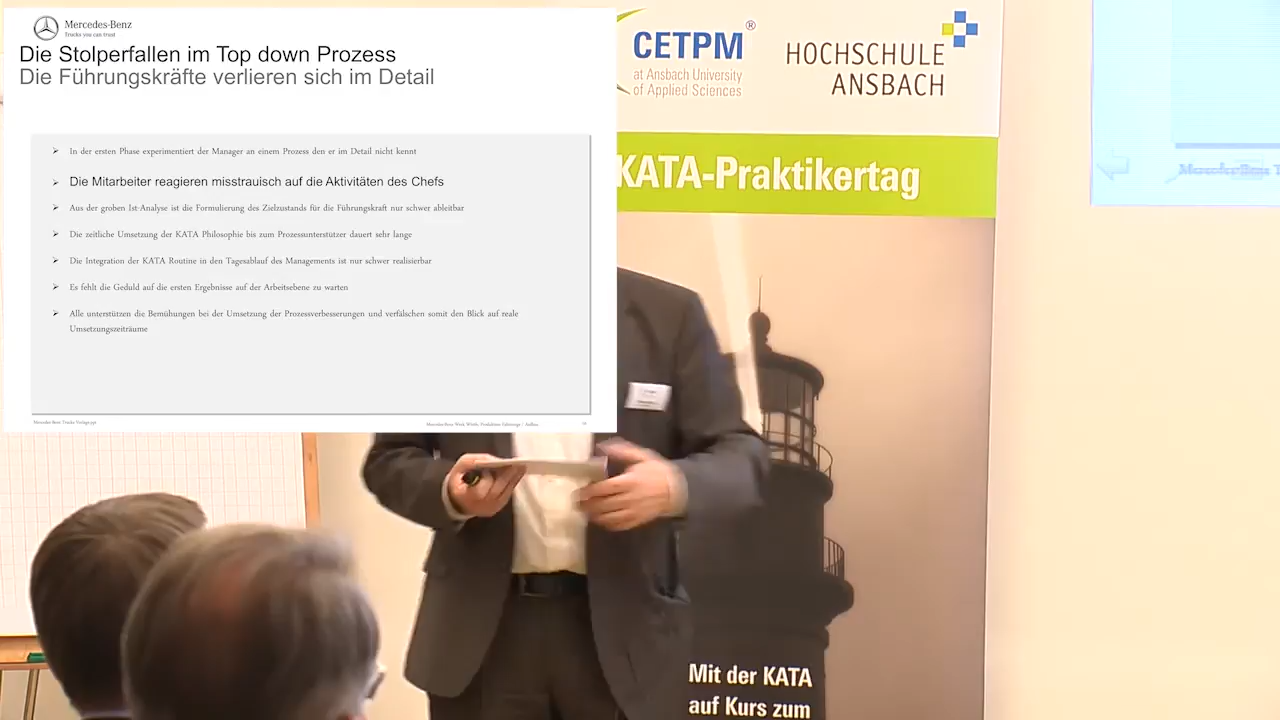 Mercedes-Benz
Trucks you can trust
Die Stolperfallen im Top down Prozess
Die Führungskräfte verlieren sich im Detail
In der ersten Phase experimentiert der Manager an einem Prozess den er im Detail nicht kennt
Die Mitarbeiter reagieren misstrauisch auf die Aktivitäten des Chefs
Aus der groben Ist-Analyse ist die Formulierung des Zielzustands für die Führungskraft nur schwer ableitbar
Die zeitliche Umsetzung der KATA Philosophie bis zum Prozessunterstützer dauert sehr lange
Die Integration der KATA Routine in den Tagesablauf des Managements ist nur schwer realisierbar
Es fehlt die Geduld auf die ersten Ergebnisse auf der Arbeitsebene zu warten
Alle unterstützen die Bemühungen bei der Umsetzung der Prozessverbesserungen und verfälschen somit den Blick auf reale
Umsetzungszeiträume
CETPM®
at Ansbach University
of Applied Sciences
HOCHSCHULE
ANSBACH
KATA-Praktikertag
Mit der KATA
auf Kurs zum